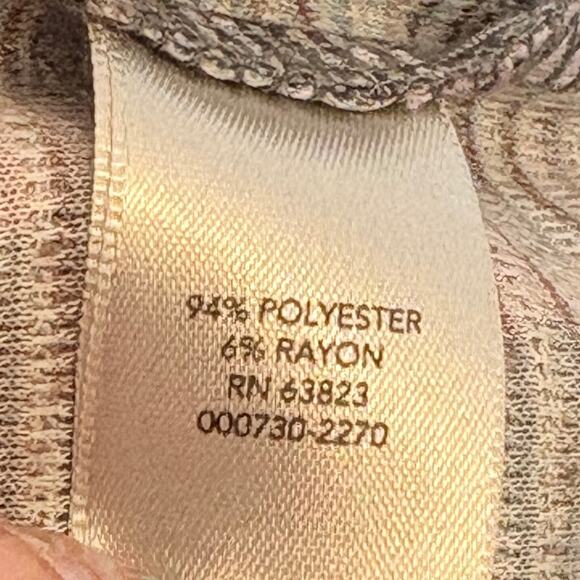 94% POLYESTER
6% RAYON
RN 63823
000730-2270